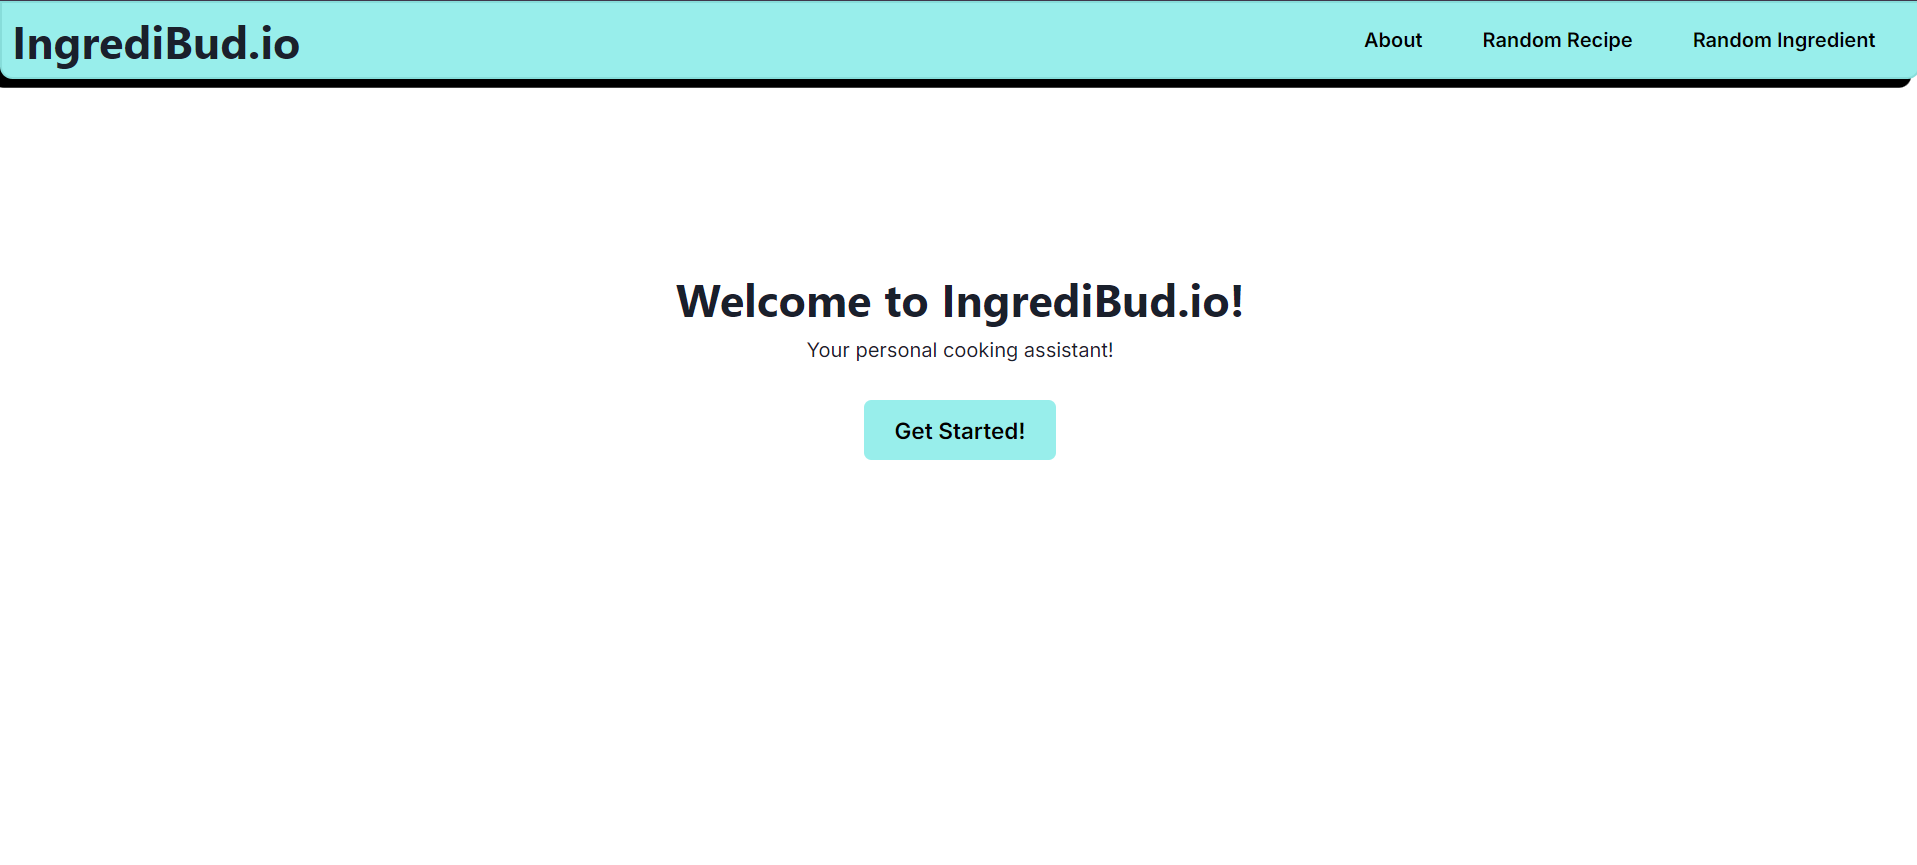 IngrediBud.io
About
Random Recipe
Random Ingredient
Welcome to IngrediBud.io!
Your personal cooking assistant!
Get Started!